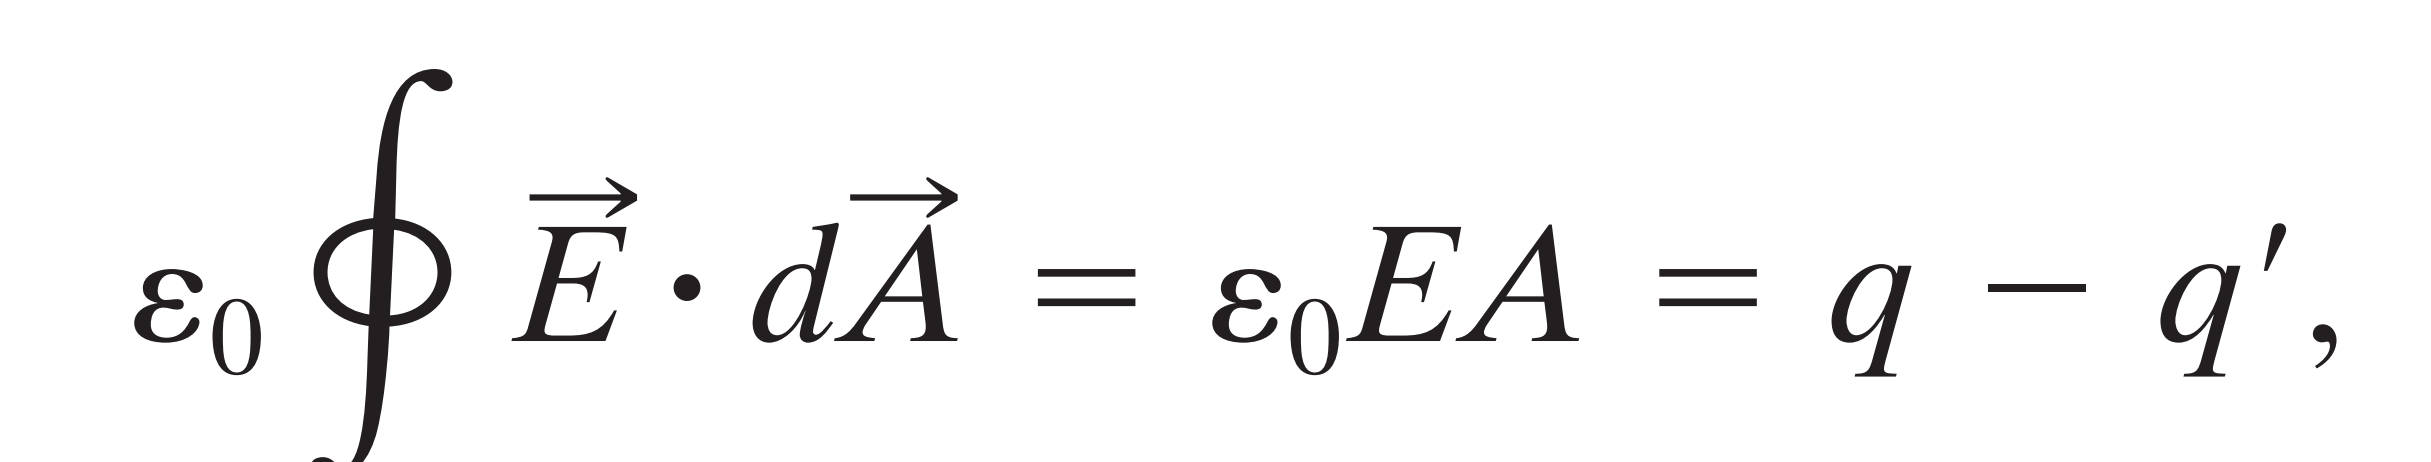 ε₀ ∮ E⃗ · dA⃗ = ε₀EA = q − q′,